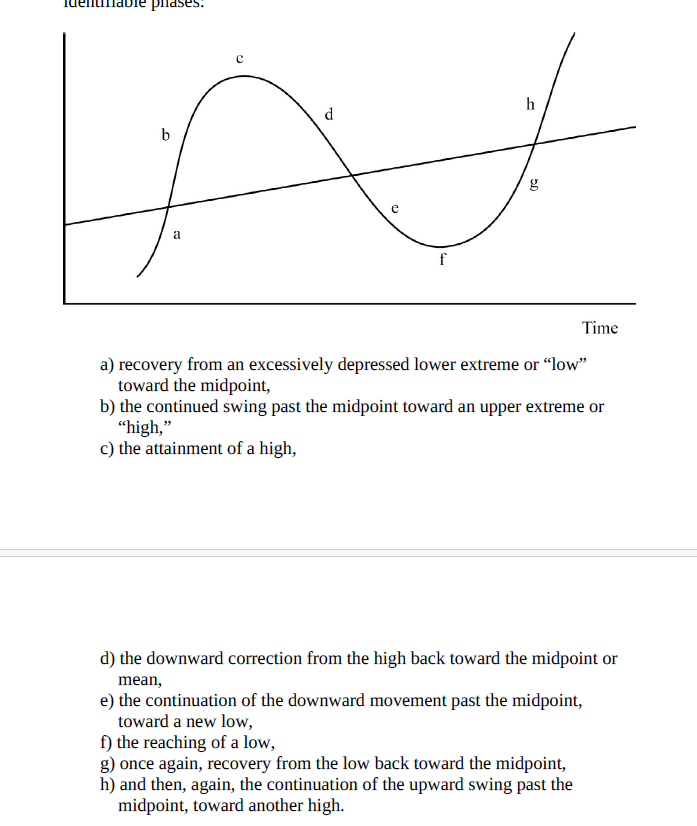 identifiable phases:
c
d
h
b
g
e
a
f
Time
a) recovery from an excessively depressed lower extreme or “low”
toward the midpoint,
b) the continued swing past the midpoint toward an upper extreme or
“high,”
c) the attainment of a high,
d) the downward correction from the high back toward the midpoint or
mean,
e) the continuation of the downward movement past the midpoint,
toward a new low,
f) the reaching of a low,
g) once again, recovery from the low back toward the midpoint,
h) and then, again, the continuation of the upward swing past the
midpoint, toward another high.